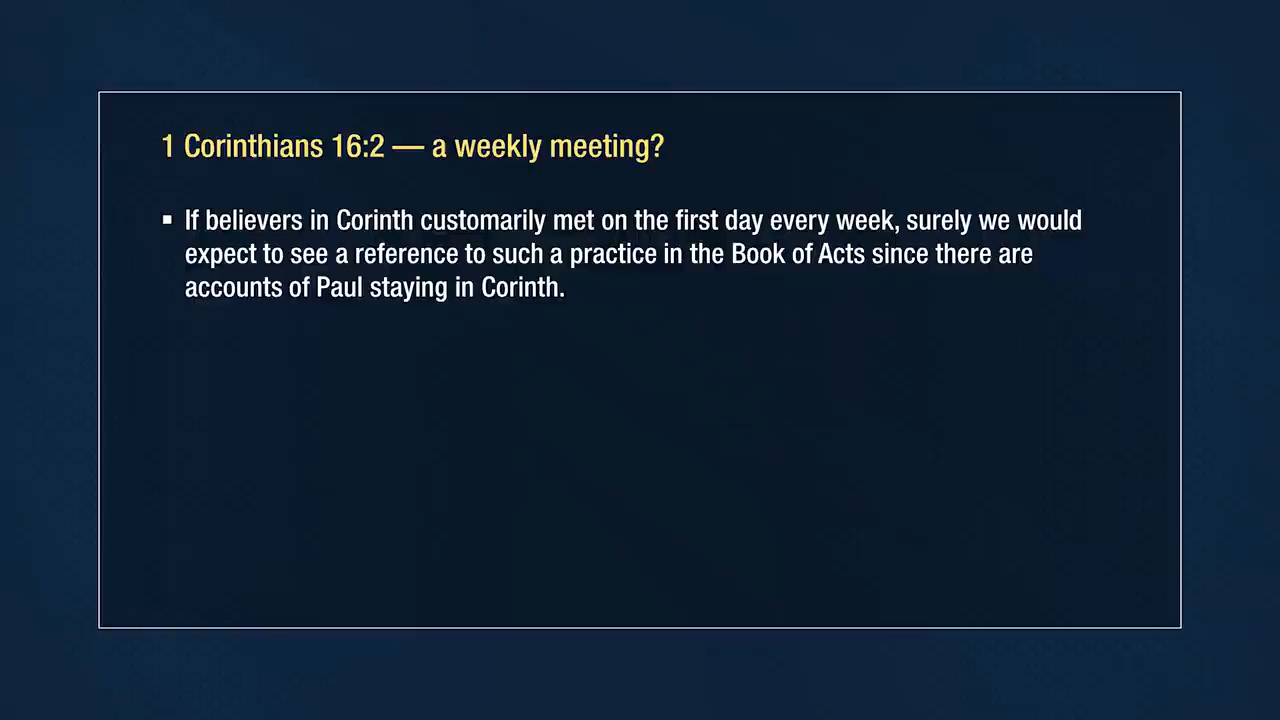 1 Corinthians 16:2 — a weekly meeting?
▪ If believers in Corinth customarily met on the first day every week, surely we would
expect to see a reference to such a practice in the Book of Acts since there are
accounts of Paul staying in Corinth.